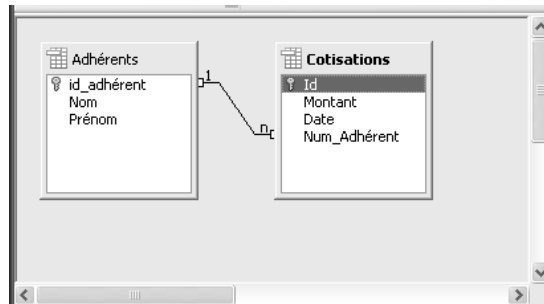 Adhérents
id_adhérent
Nom
Prénom
1
n
Cotisations
Id
Montant
Date
Num_Adhérent